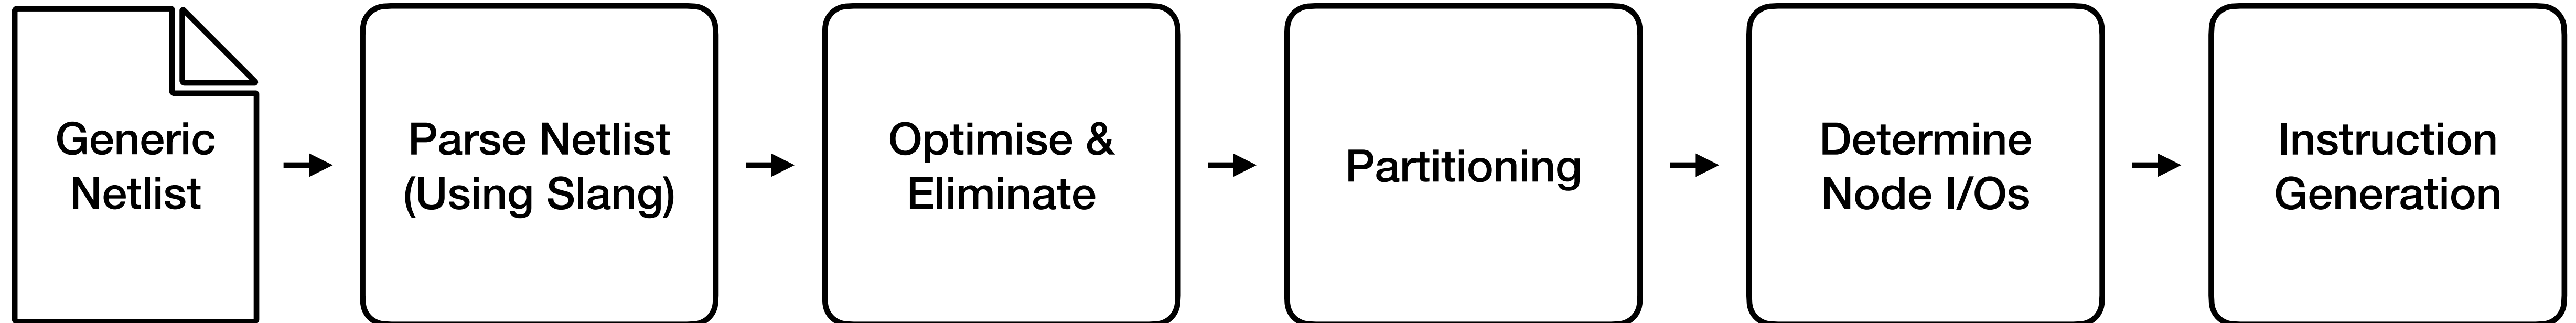 Generic
Netlist
Parse Netlist
(Using Slang)
Optimise &
Eliminate
Partitioning
Determine
Node I/Os
Instruction
Generation